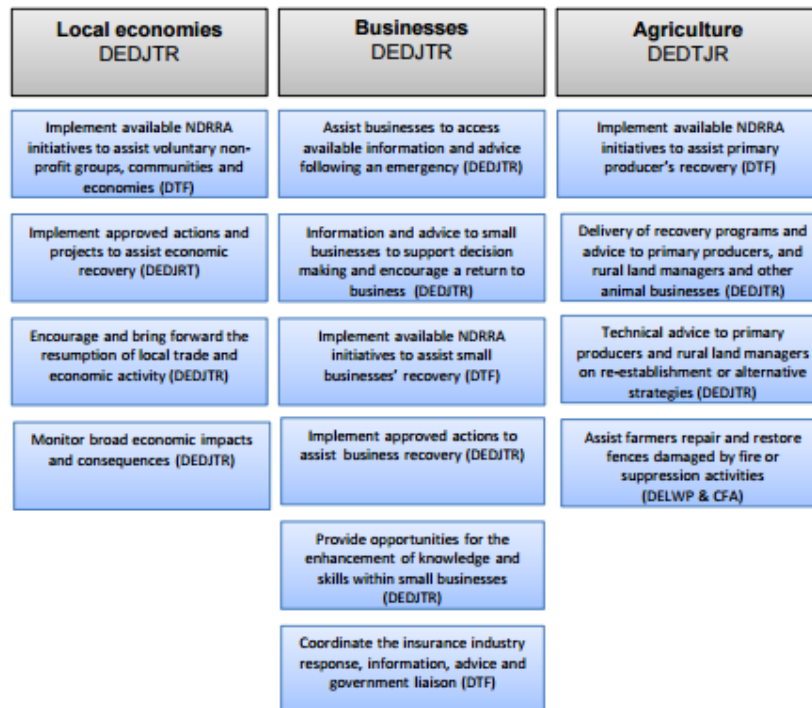 Local economies
DEDJTR
Implement available NDRRA
initiatives to assist voluntary non-
profit groups, communities and
economies (DTF)
Implement approved actions and
projects to assist economic
recovery (DEDJRT)
Encourage and bring forward the
resumption of local trade and
economic activity (DEDJTR)
Monitor broad economic impacts
and consequences (DEDJTR)
Businesses
DEDJTR
Assist businesses to access
available information and advice
following an emergency (DEDJTR)
Information and advice to small
businesses to support decision
making and encourage a return to
business (DEDJTR)
Implement available NDRRA
initiatives to assist small
businesses' recovery (DTF)
Implement approved actions to
assist business recovery (DEDJTR)
Provide opportunities for the
enhancement of knowledge and
skills within small businesses
(DEDJTR)
Coordinate the insurance industry
response, information, advice and
government liaison (DTF)
Agriculture
DEDTJR
Implement available NDRRA
initiatives to assist primary
producer's recovery (DTF)
Delivery of recovery programs and
advice to primary producers, and
rural land managers and other
animal businesses (DEDJTR)
Technical advice to primary
producers and rural land managers
on re-establishment or alternative
strategies (DEDJTR)
Assist farmers repair and restore
fences damaged by fire or
suppression activities
(DELWP & CFA)